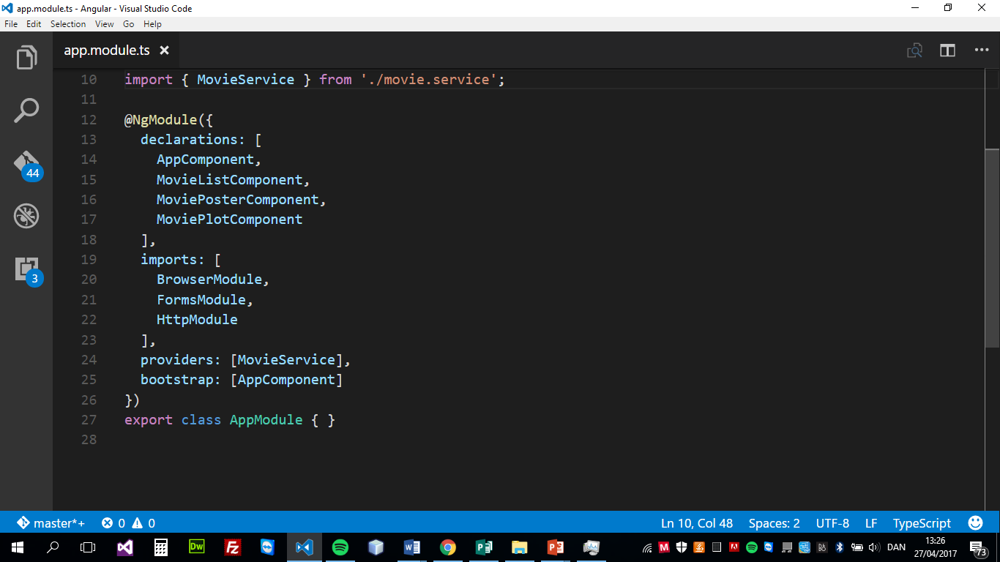 app.module.ts - Angular - Visual Studio Code
File Edit Selection View Go Help
app.module.ts
10 import { MovieService } from './movie.service';
11
12 @NgModule({
13 declarations: [
14 AppComponent,
15 MovieListComponent,
16 MoviePosterComponent,
17 MoviePlotComponent
18 ],
19 imports: [
20 BrowserModule,
21 FormsModule,
22 HttpModule
23 ],
24 providers: [MovieService],
25 bootstrap: [AppComponent]
26 })
27 export class AppModule { }
28
44
3
master*+ 0 0 Ln 10, Col 48 Spaces: 2 UTF-8 LF TypeScript
Dw Fz W P P M DAN 13:26
27/04/2017 73